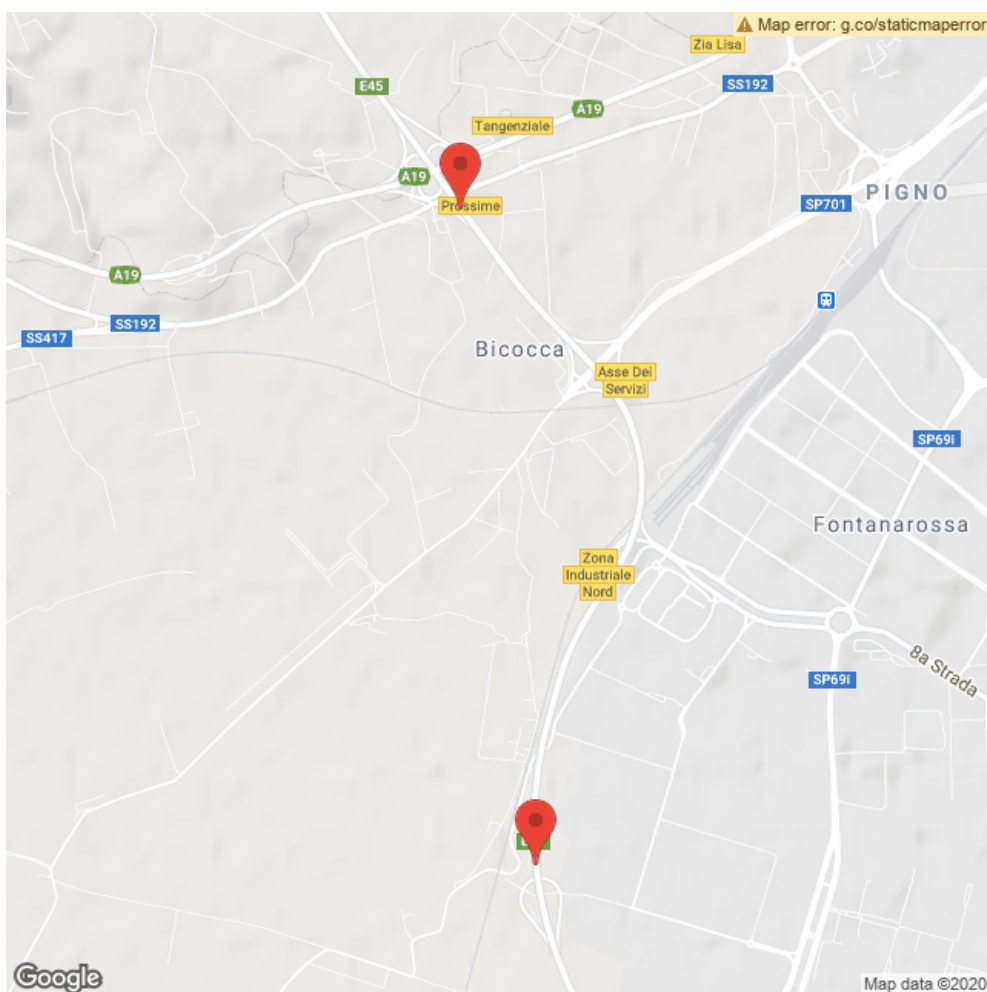 Map error: g.co/staticmaperror
Zia Lisa
E45
SS192
A19
Tangenziale
A19
PIGNO
SP701
Prossime
A19
SS192
SS417
Bicocca
Asse Dei
Servizi
SP69i
Fontanarossa
Zona
Industriale
Nord
8a Strada
SP69i
Google
Map data ©2020